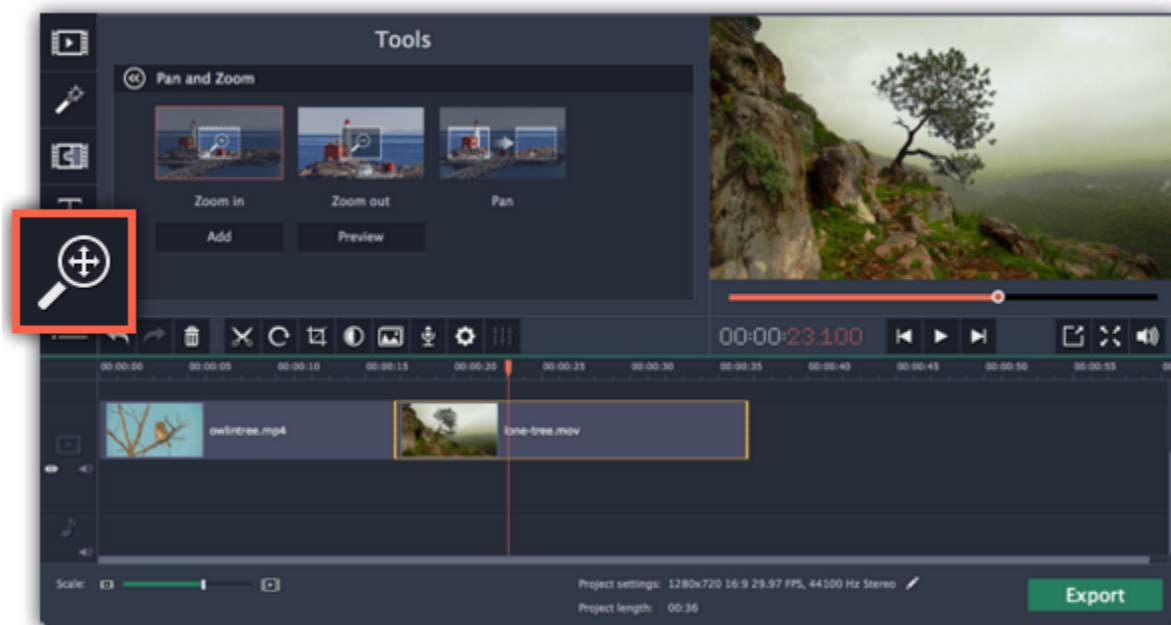 Tools
Pan and Zoom
Zoom in
Zoom out
Pan
Add
Preview
00:00:23.100
00:00:00
00:00:05
00:00:10
00:00:15
00:00:20
00:00:25
00:00:30
00:00:35
00:00:40
00:00:45
00:00:50
00:00:55
owlintree.mp4
lone-tree.mov
Scale:
Project settings: 1280x720 16:9 29.97 FPS, 44100 Hz Stereo
Project length: 00:36
Export